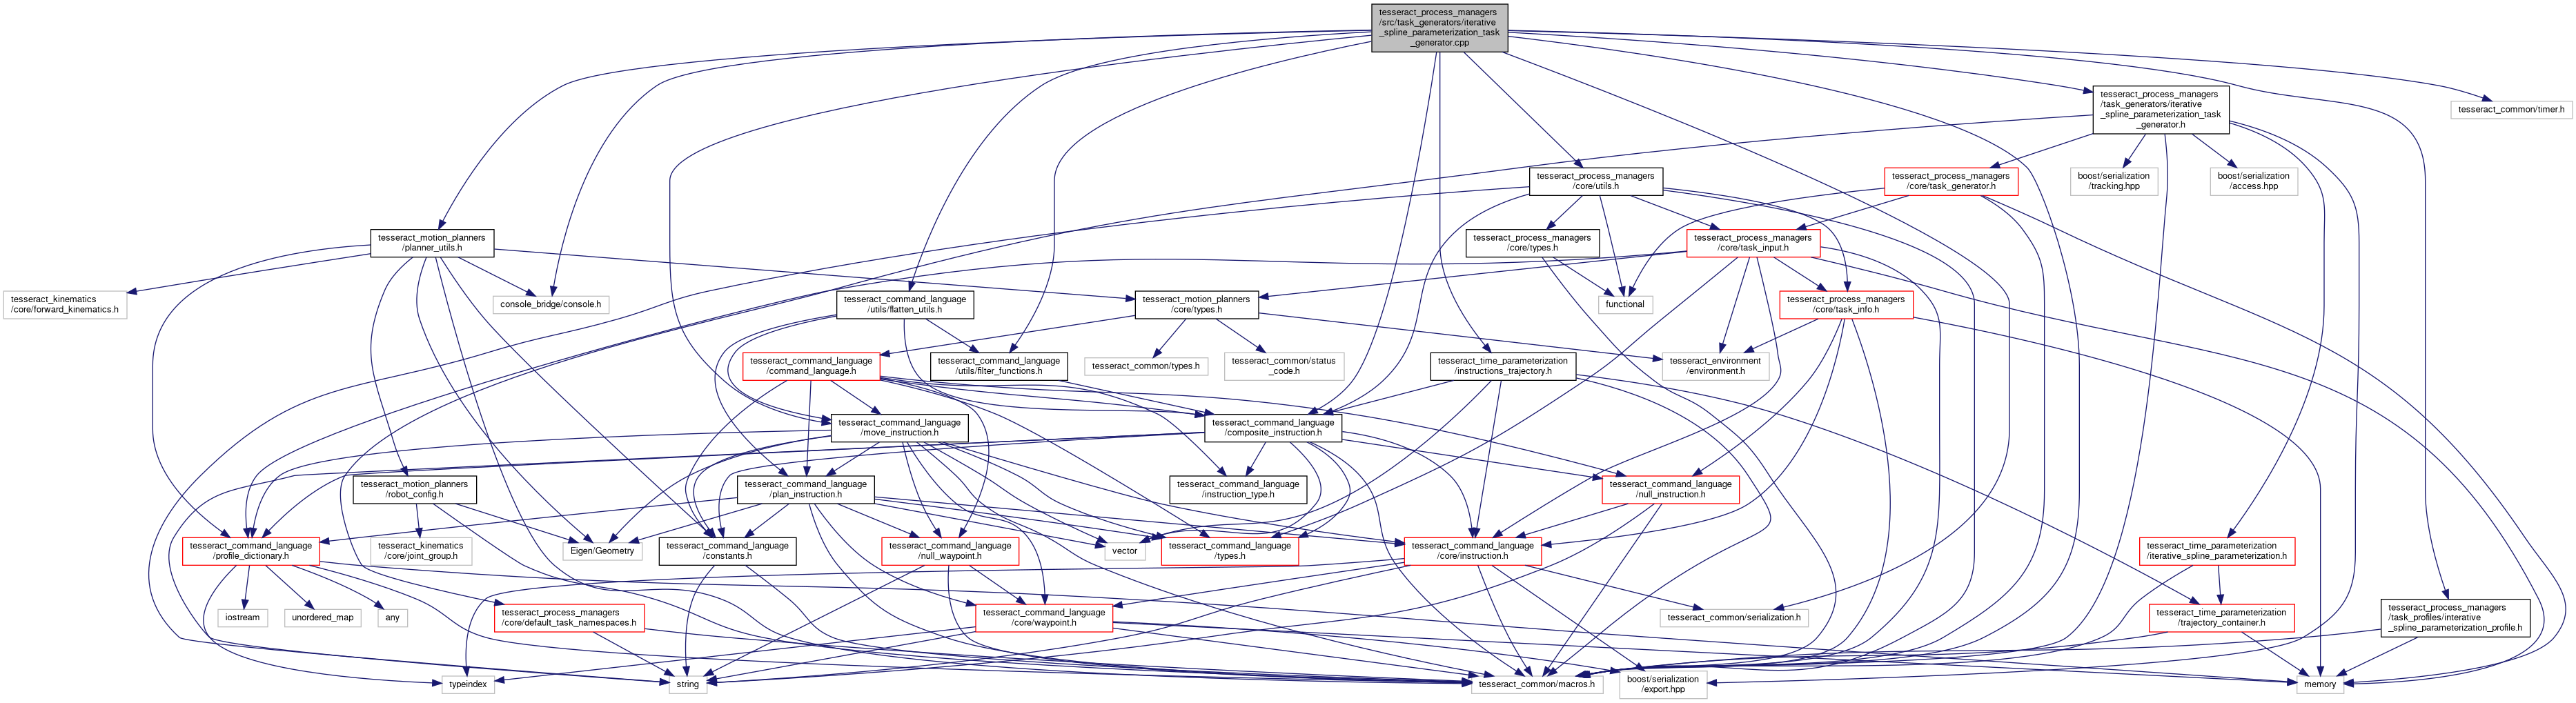 tesseract_process_managers
/src/task_generators/iterative
_spline_parameterization_task
_generator.cpp
tesseract_process_managers
/task_generators/iterative
_spline_parameterization_task
_generator.h
tesseract_common/timer.h
tesseract_process_managers
/core/utils.h
tesseract_process_managers
/core/task_generator.h
boost/serialization
/tracking.hpp
boost/serialization
/access.hpp
tesseract_motion_planners
/planner_utils.h
tesseract_process_managers
/core/types.h
tesseract_process_managers
/core/task_input.h
tesseract_kinematics
/core/forward_kinematics.h
console_bridge/console.h
tesseract_command_language
/utils/flatten_utils.h
tesseract_motion_planners
/core/types.h
functional
tesseract_process_managers
/core/task_info.h
tesseract_command_language
/command_language.h
tesseract_command_language
/utils/filter_functions.h
tesseract_common/types.h
tesseract_common/status
_code.h
tesseract_time_parameterization
/instructions_trajectory.h
tesseract_environment
/environment.h
tesseract_command_language
/move_instruction.h
tesseract_command_language
/composite_instruction.h
tesseract_motion_planners
/robot_config.h
tesseract_command_language
/plan_instruction.h
tesseract_command_language
/instruction_type.h
tesseract_command_language
/null_instruction.h
tesseract_command_language
/profile_dictionary.h
tesseract_kinematics
/core/joint_group.h
Eigen/Geometry
tesseract_command_language
/constants.h
tesseract_command_language
/null_waypoint.h
vector
tesseract_command_language
/types.h
tesseract_command_language
/core/instruction.h
tesseract_time_parameterization
/iterative_spline_parameterization.h
iostream
unordered_map
any
tesseract_process_managers
/core/default_task_namespaces.h
tesseract_command_language
/core/waypoint.h
tesseract_common/serialization.h
tesseract_time_parameterization
/trajectory_container.h
tesseract_process_managers
/task_profiles/interative
_spline_parameterization_profile.h
typeindex
string
tesseract_common/macros.h
boost/serialization
/export.hpp
memory